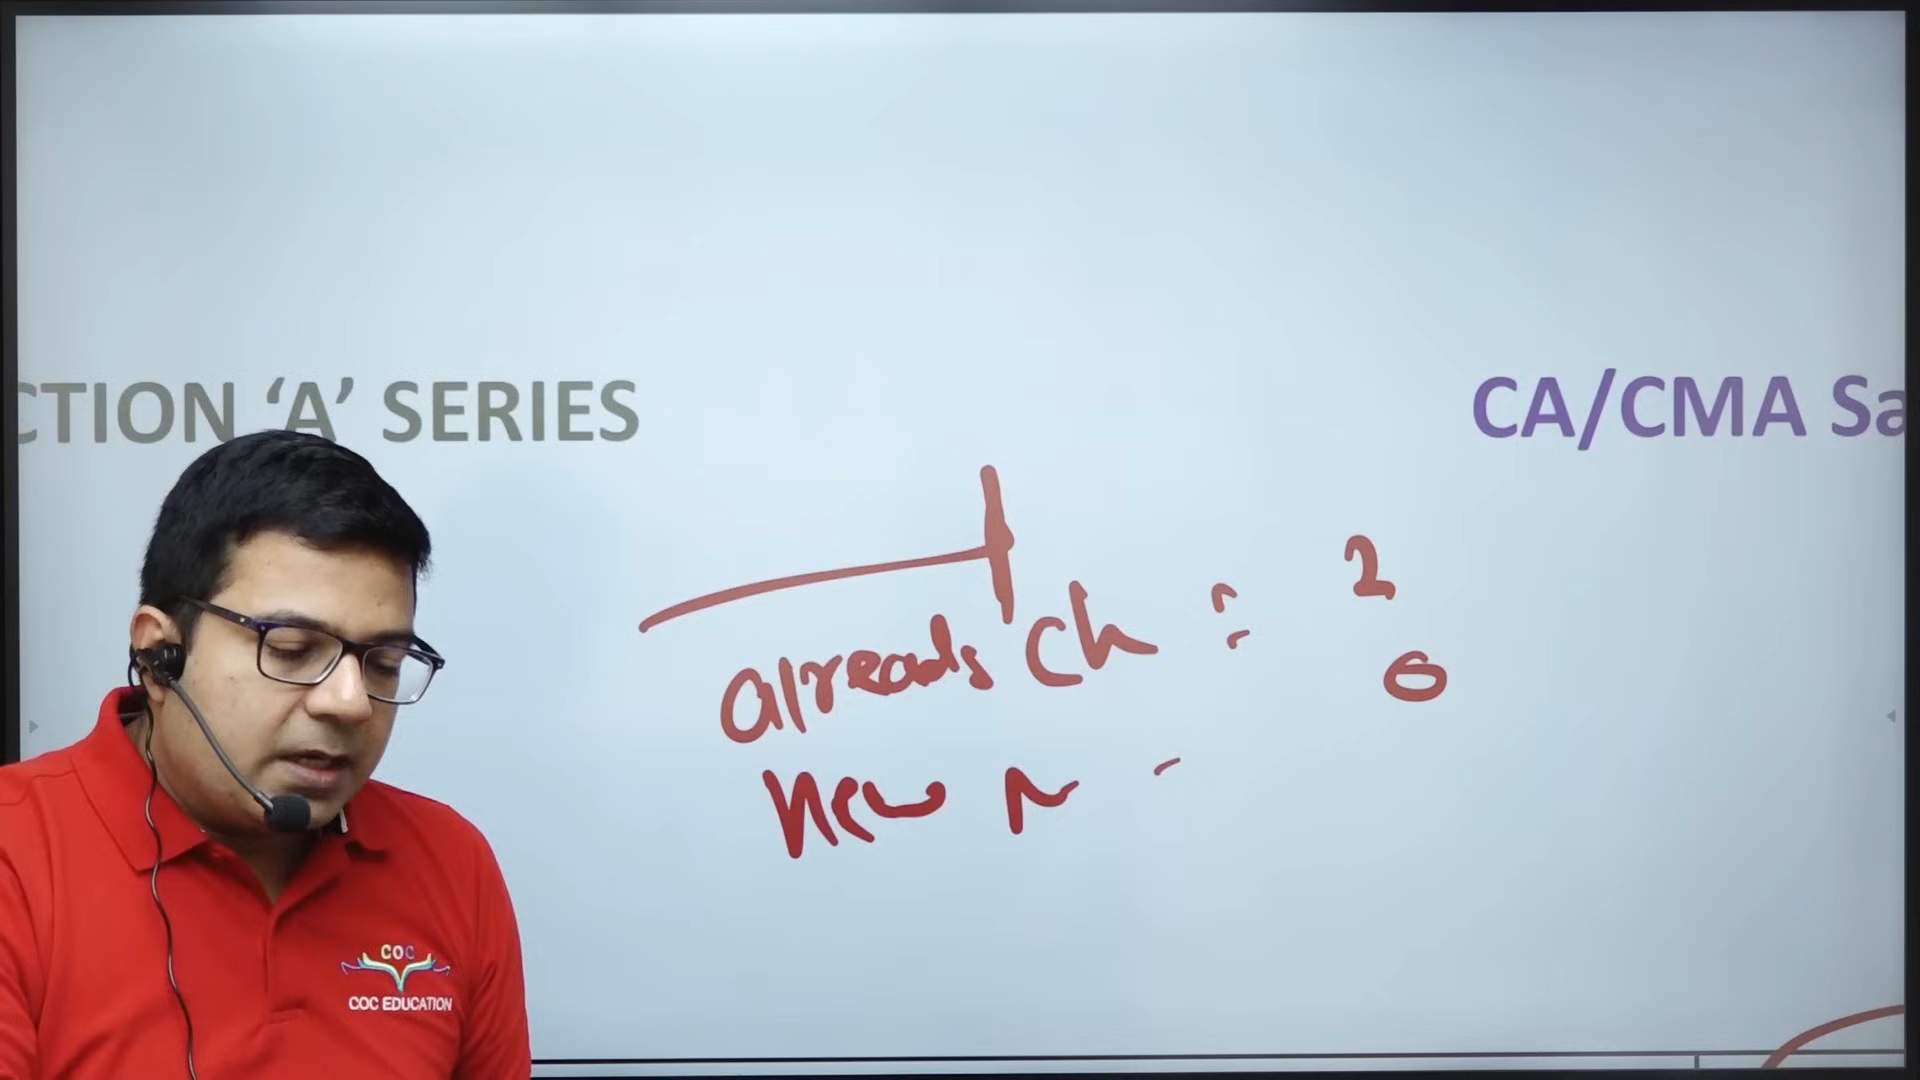 CTION ‘A’ SERIES
CA/CMA Sa
already ch : 2
0
new
COC
COC EDUCATION